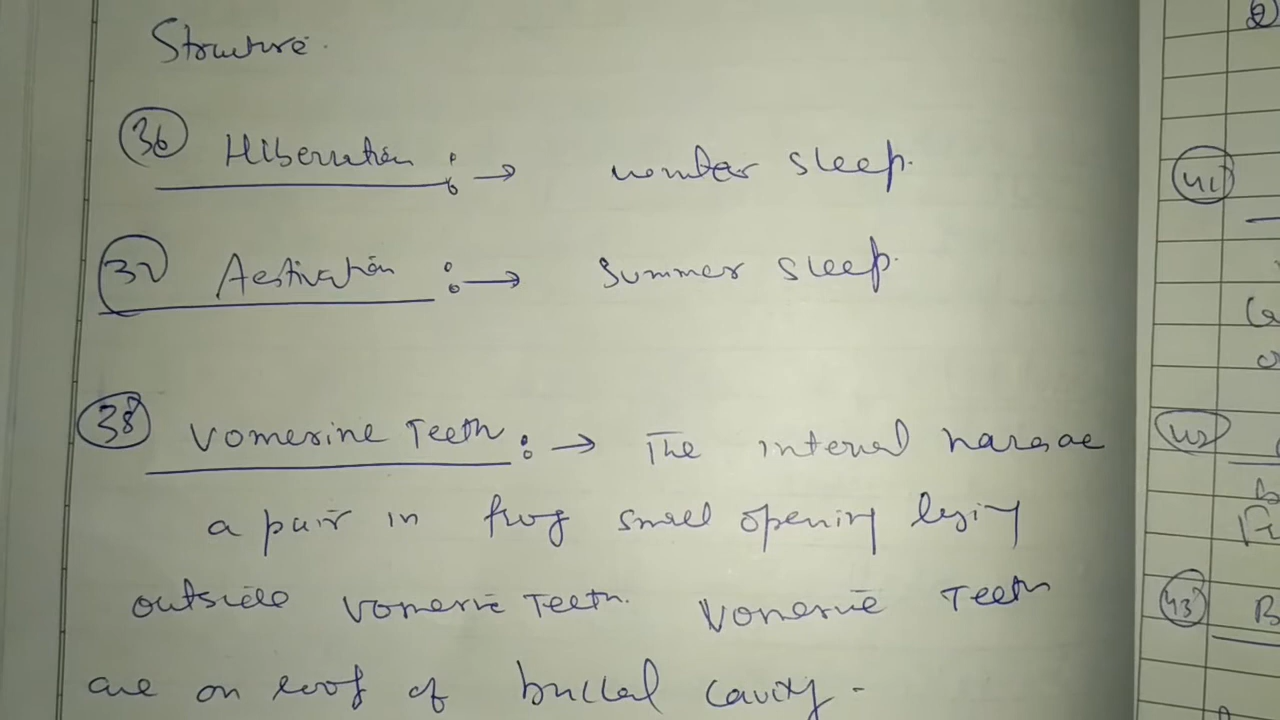 Structure.
36 Hibernation :→ winter sleep.
37 Aestivation :→ Summer sleep.
38 Vomerine Teeth :→ The internal
a pair in frog small opening lying
outside vomerine Teeth. Vomerine Teeth
are on roof of buccal cavity -
41
42
43 B